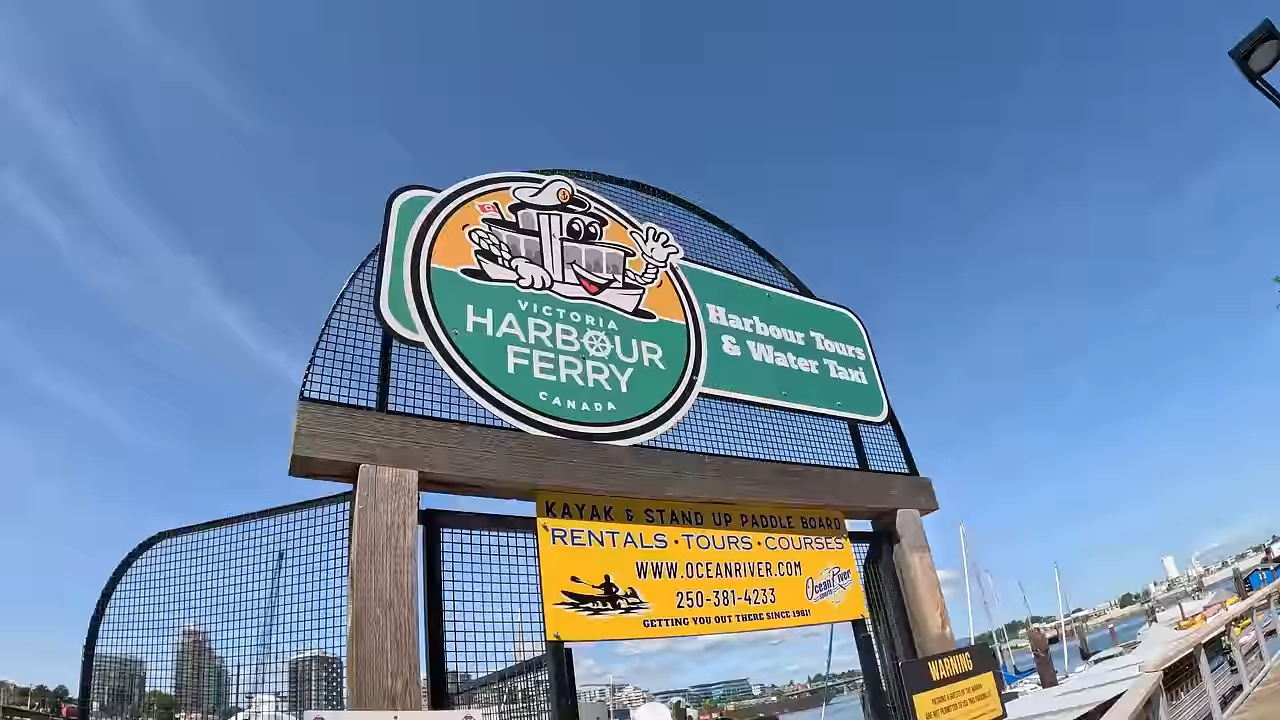 VICTORIA
HARBOUR
FERRY
CANADA
Harbour Tours
& Water Taxi
KAYAK & STAND UP PADDLE BOARD
RENTALS · TOURS · COURSES
WWW.OCEANRIVER.COM
250-381-4233
GETTING YOU OUT THERE SINCE 1981!
Ocean River
WARNING